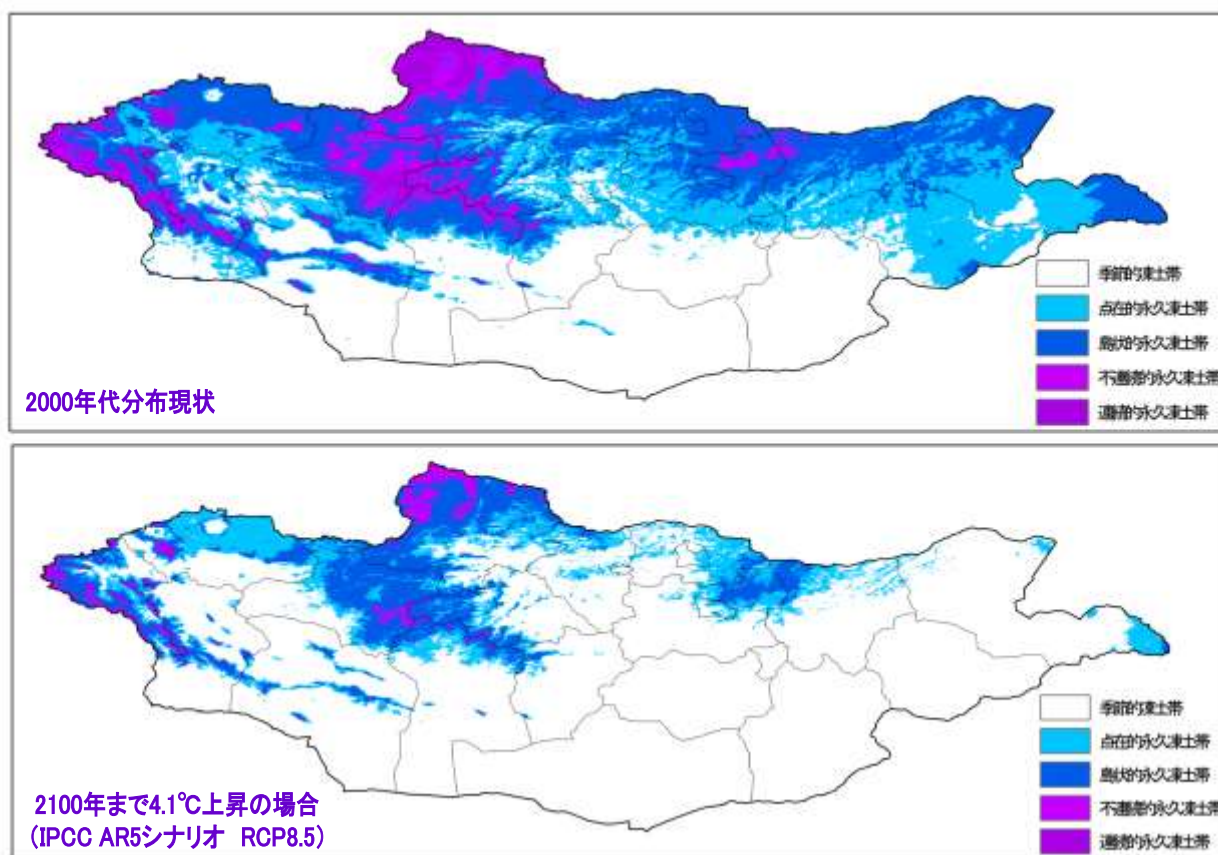 季節的凍土帯
点在的永久凍土帯
島状的永久凍土帯
不連続的永久凍土帯
連続的永久凍土帯
2000年代分布現状
季節的凍土帯
点在的永久凍土帯
島状的永久凍土帯
不連続的永久凍土帯
連続的永久凍土帯
2100年まで4.1℃上昇の場合
(IPCC AR5シナリオ RCP8.5)